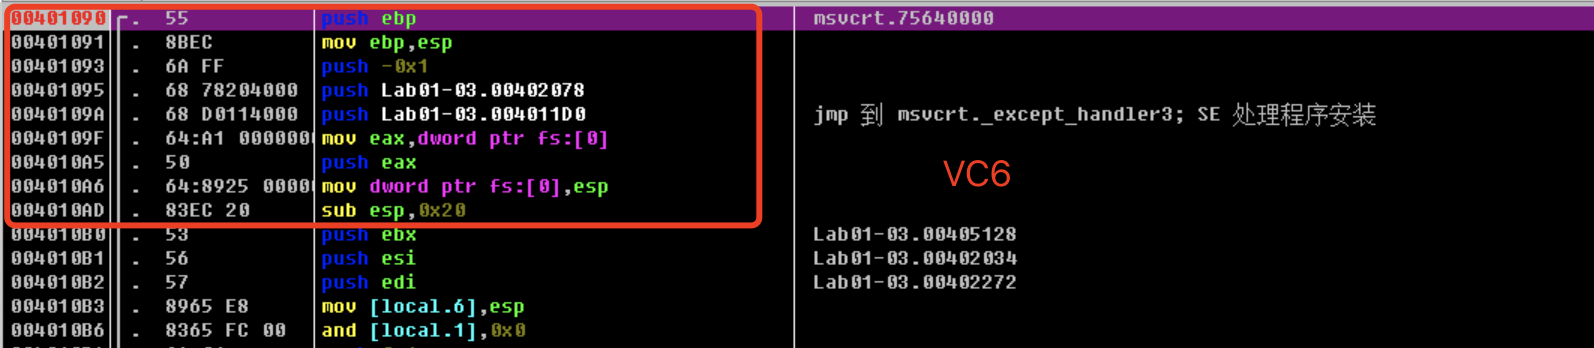 00401090 . 55 push ebp msvcrt.75640000
00401091 . 8BEC mov ebp,esp
00401093 . 6A FF push -0x1
00401095 . 68 78204000 push Lab01-03.00402078
0040109A . 68 D0114000 push Lab01-03.004011D0 jmp 到 msvcrt._except_handler3; SE 处理程序安装
0040109F . 64:A1 0000000 mov eax,dword ptr fs:[0]
004010A5 . 50 push eax
VC6
004010A6 . 64:8925 0000 mov dword ptr fs:[0],esp
004010AD . 83EC 20 sub esp,0x20
004010B0 . 53 push ebx Lab01-03.00405128
004010B1 . 56 push esi Lab01-03.00402034
004010B2 . 57 push edi Lab01-03.00402272
004010B3 . 8965 E8 mov [local.6],esp
004010B6 . 8365 FC 00 and [local.1],0x0